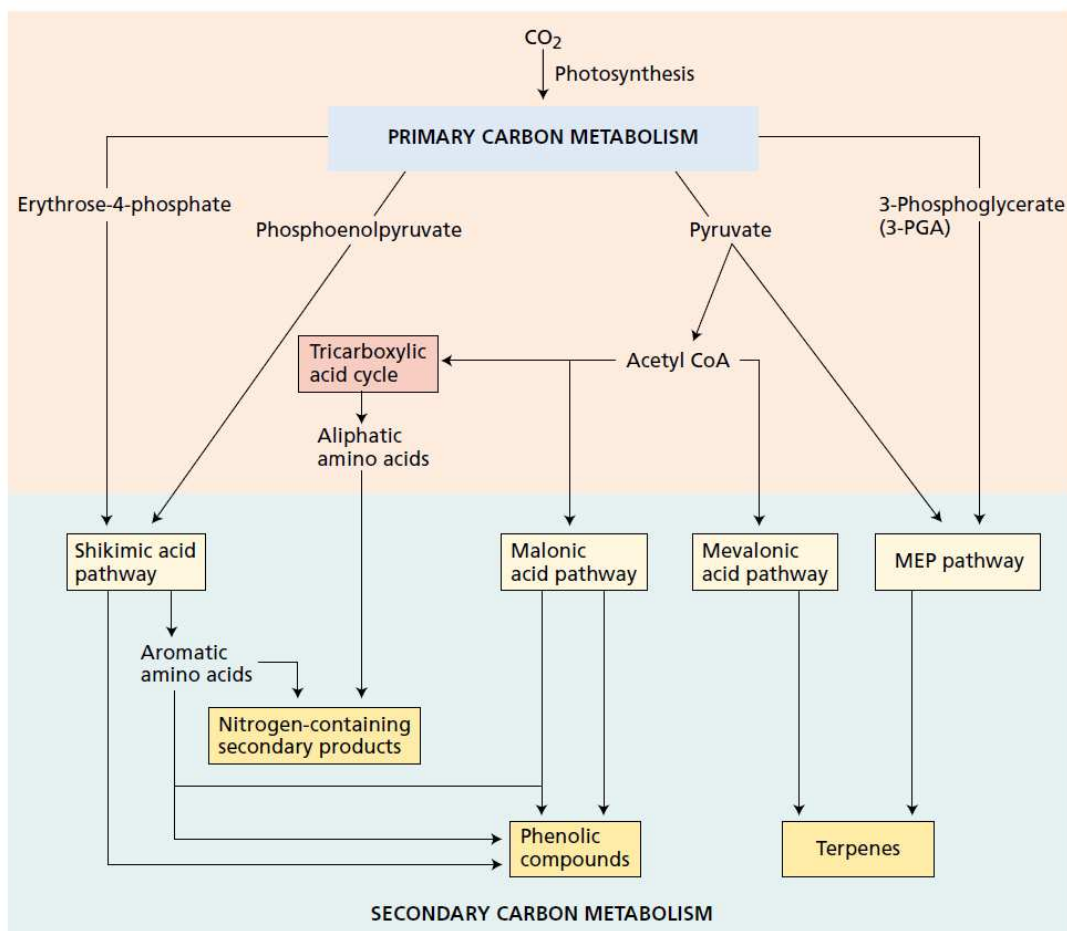 CO2
Photosynthesis
PRIMARY CARBON METABOLISM
Erythrose-4-phosphate
Phosphoenolpyruvate
Pyruvate
3-Phosphoglycerate
(3-PGA)
Tricarboxylic
acid cycle
Acetyl CoA
Aliphatic
amino acids
Shikimic acid
pathway
Malonic
acid pathway
Mevalonic
acid pathway
MEP pathway
Aromatic
amino acids
Nitrogen-containing
secondary products
Phenolic
compounds
Terpenes
SECONDARY CARBON METABOLISM